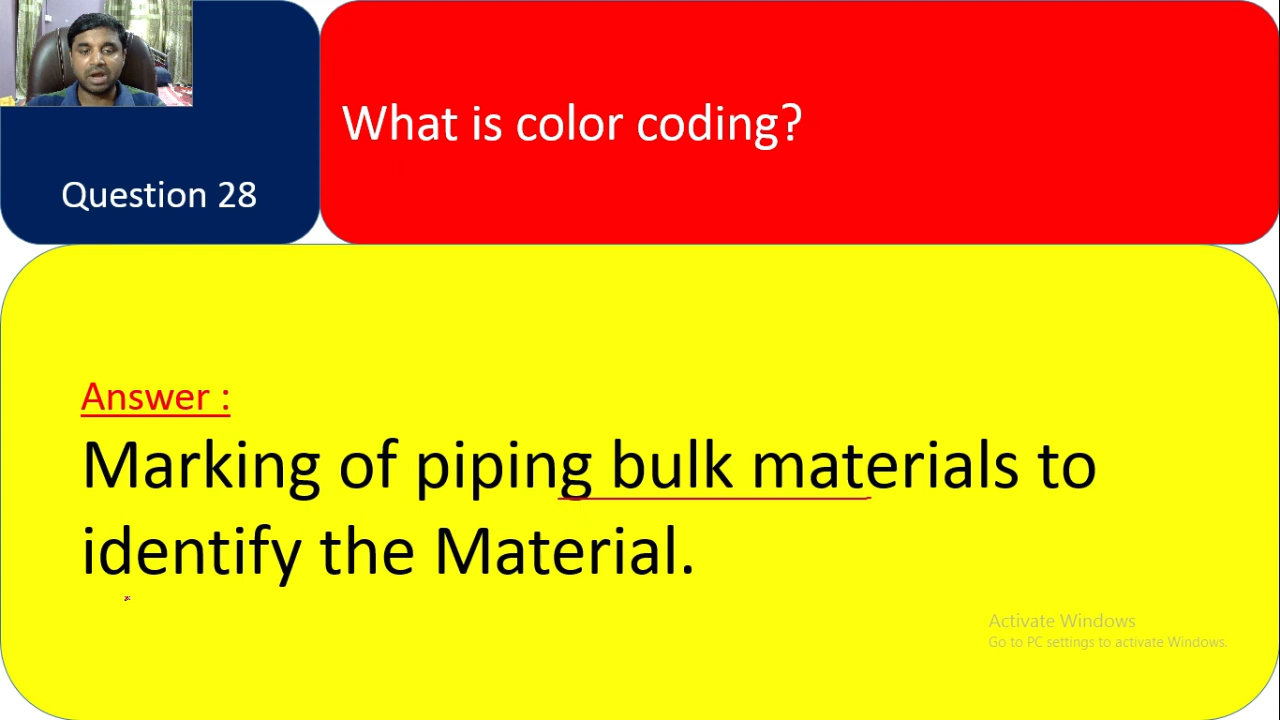 Question 28
What is color coding?
Answer :
Marking of piping bulk materials to
identify the Material.
Activate Windows
Go to PC settings to activate Windows.